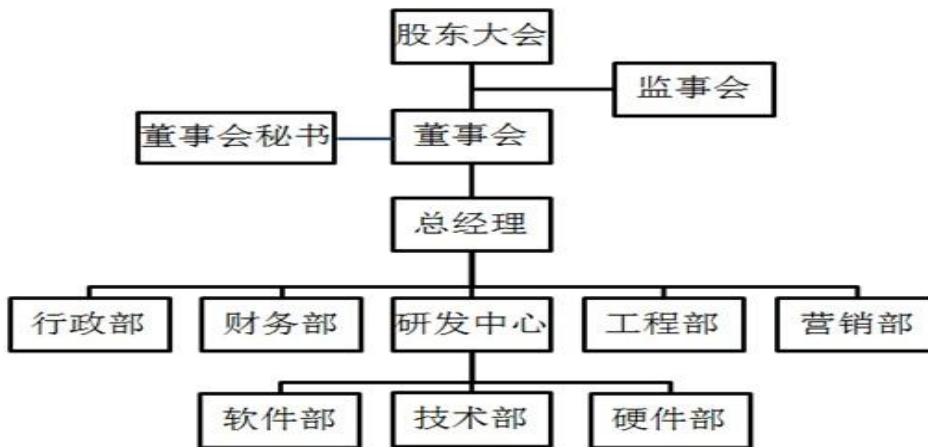 股东大会
监事会
董事会秘书
董事会
总经理
行政部
财务部
研发中心
工程部
营销部
软件部
技术部
硬件部